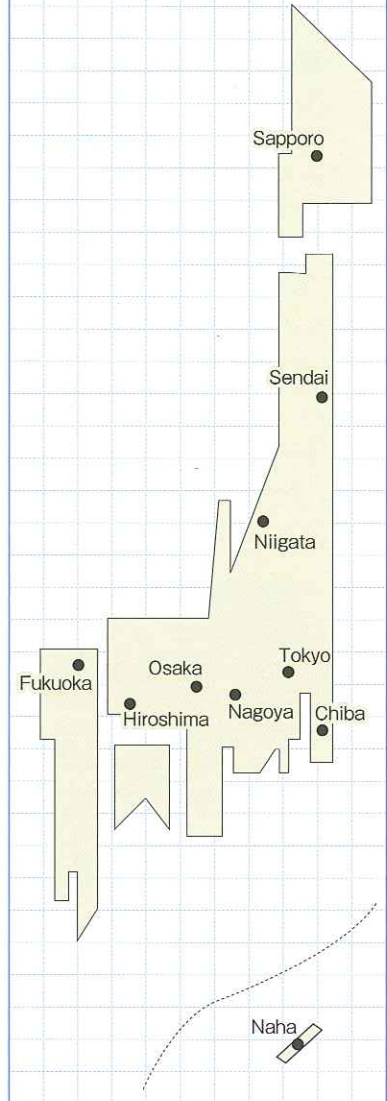 Sapporo
Sendai
Niigata
Tokyo
Osaka
Fukuoka
Nagoya
Chiba
Hiroshima
Naha